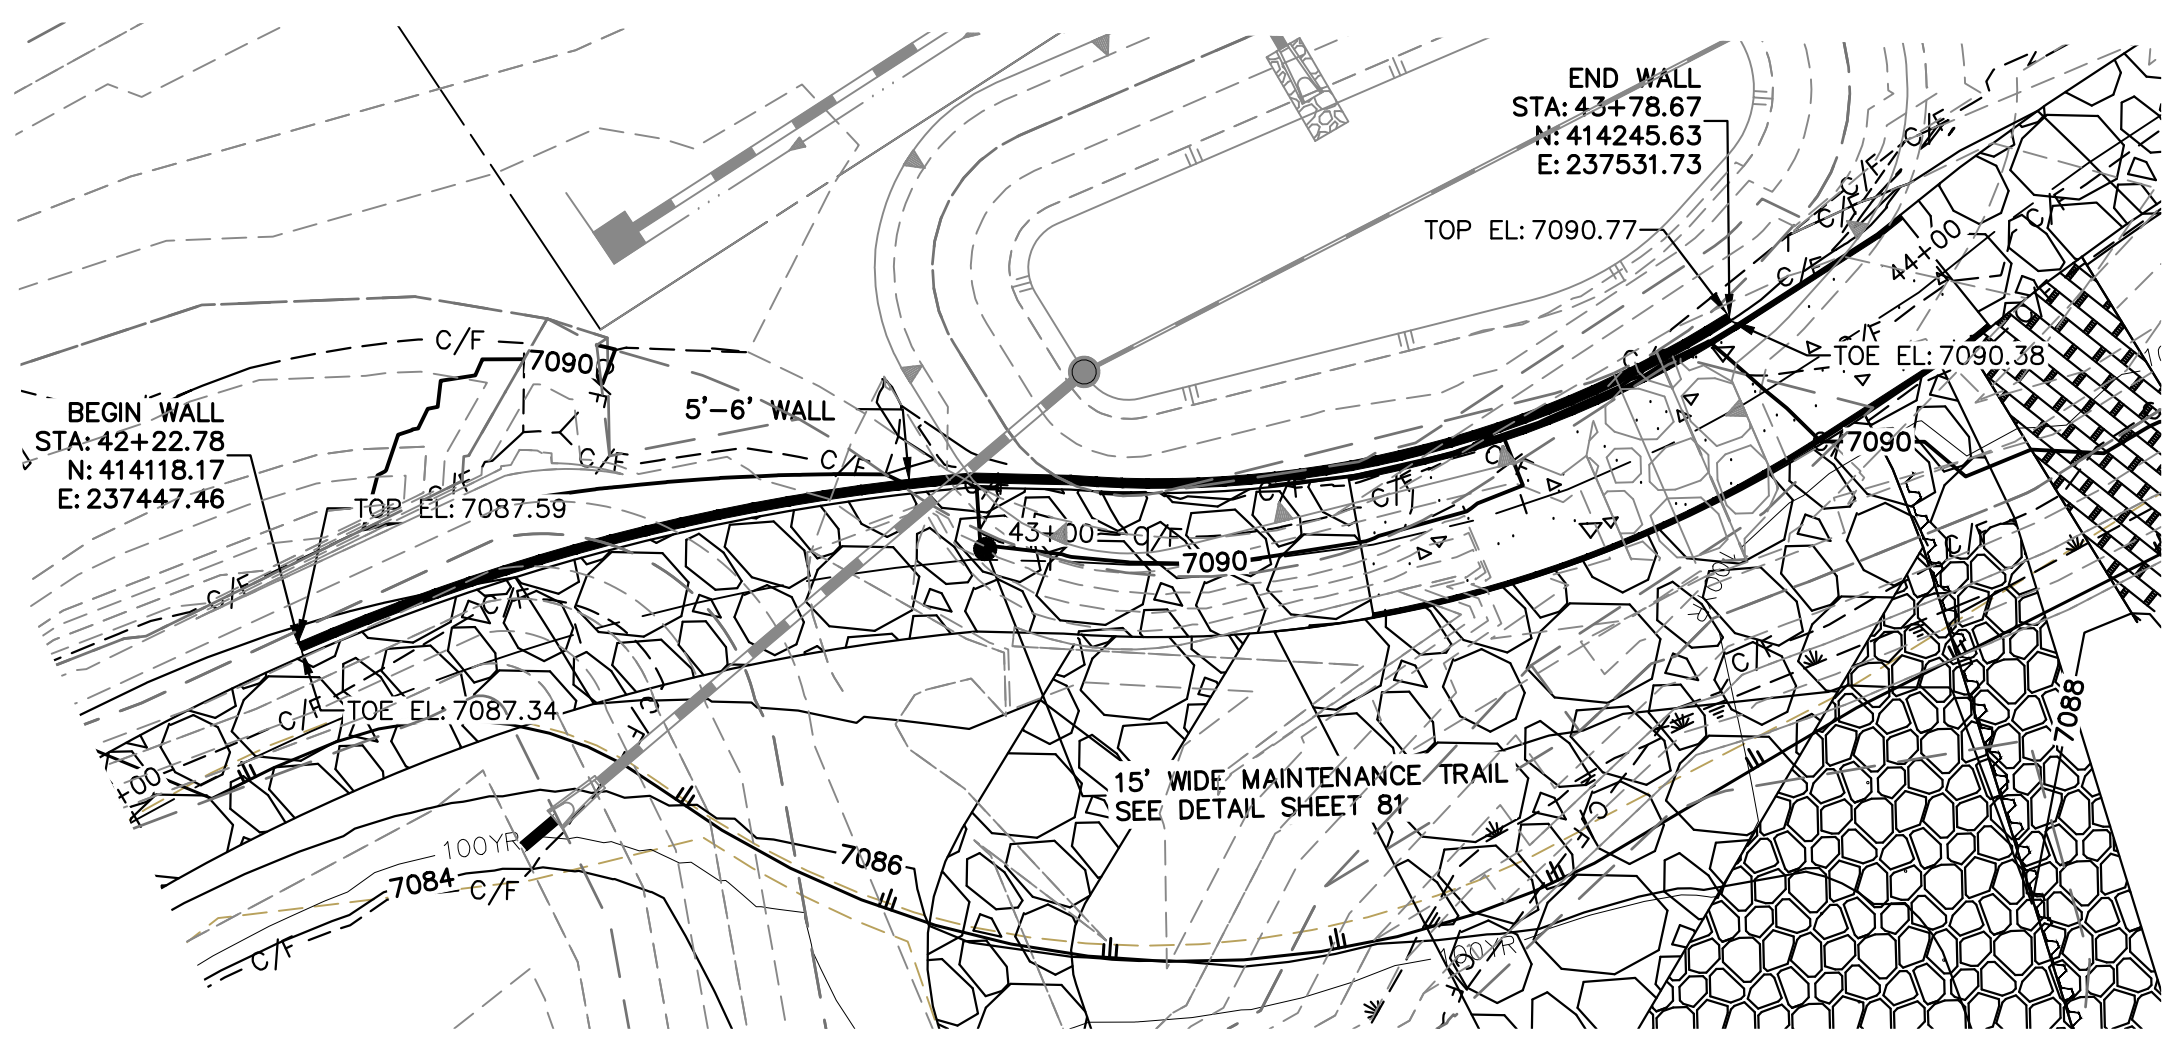 END WALL
STA: 43+78.67
N: 414245.63
E: 237531.73
TOP EL: 7090.77
C/F
C/F
C/F
C/F
C/F
44+00
C/F
C/F
7090
TOE EL: 7090.38
BEGIN WALL
STA: 42+22.78
N: 414118.17
E: 237447.46
5'-6' WALL
7090
C/F
C/F
C/F
C/F
C/F
TOP EL: 7087.59
43+00
C/F
7090
C/F
C/F
C/F
C/F
C/F
TOE EL: 7087.34
C/F
7088
+00
15' WIDE MAINTENANCE TRAIL
SEE DETAIL SHEET 81
C/F
100YR
7086
7084
C/F
C/F
100YR